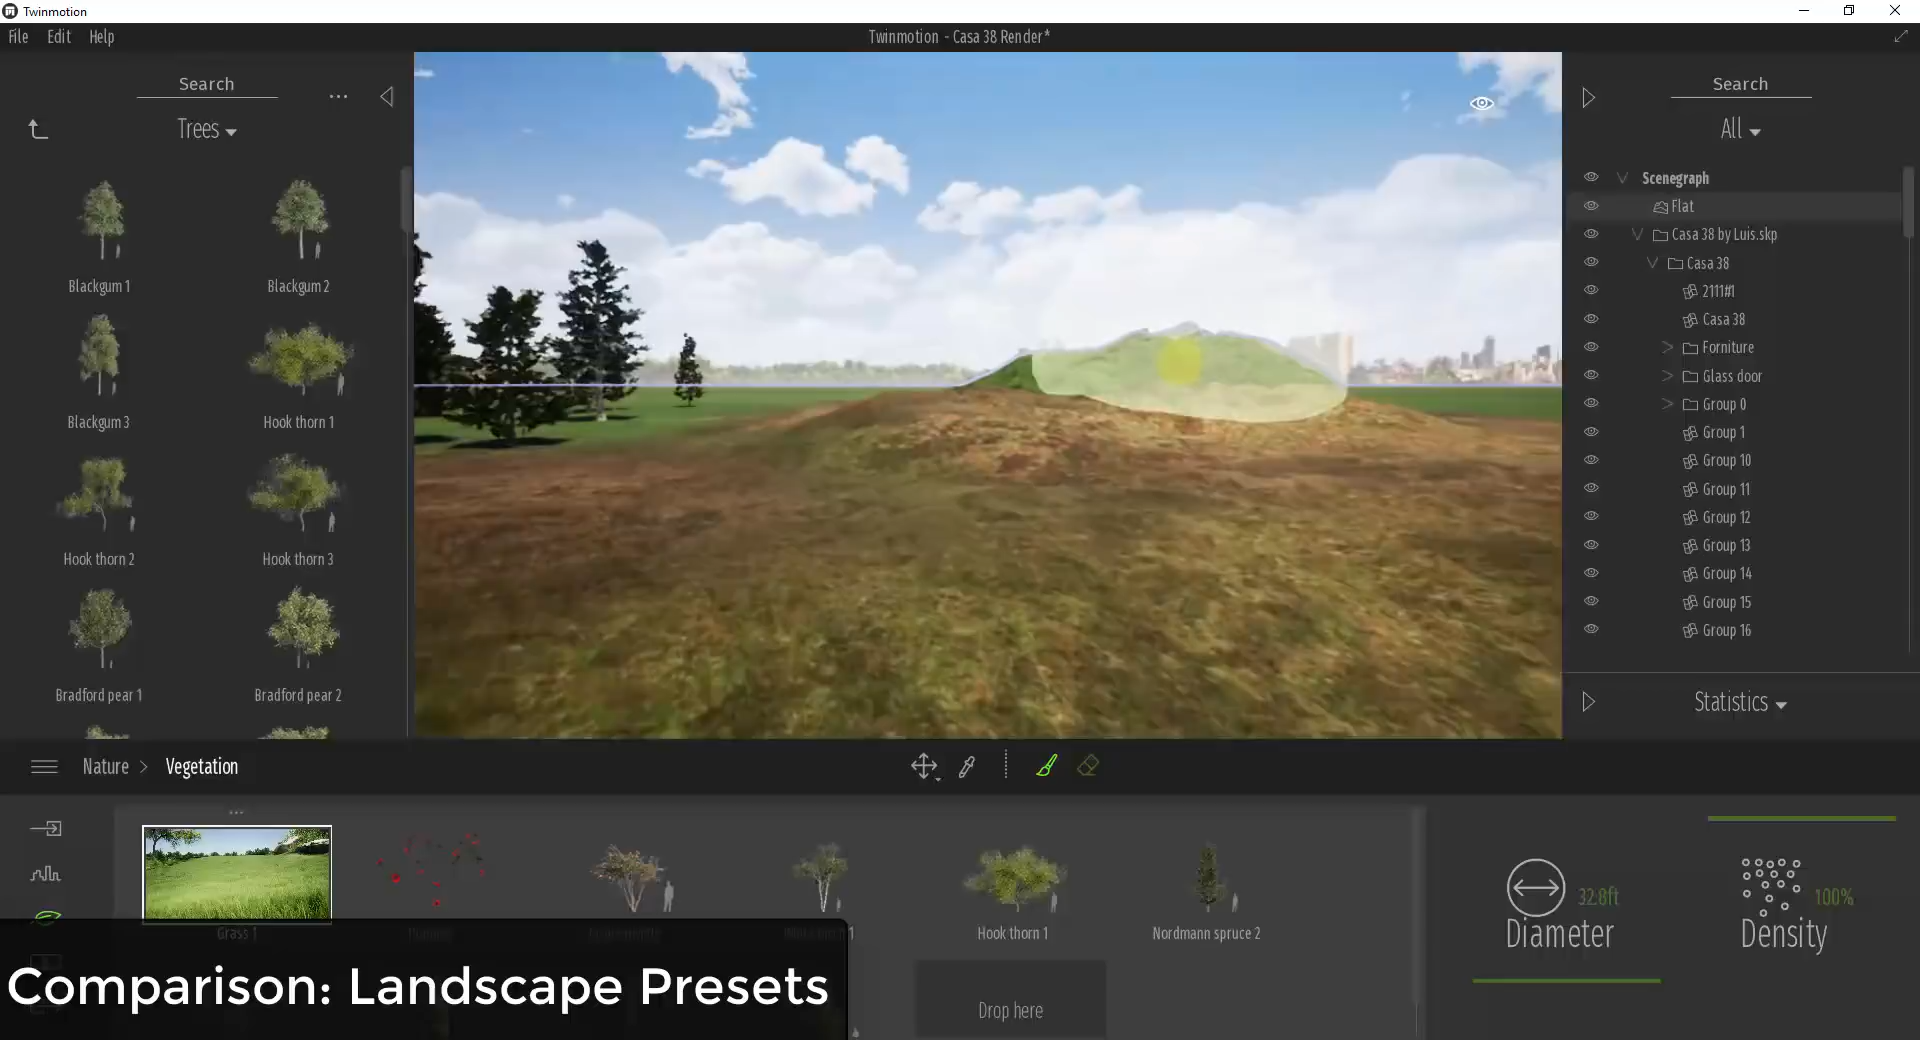 Twinmotion
File Edit Help
Twinmotion - Casa 38 Render*
Search
Trees
Blackgum 1
Blackgum 2
Blackgum 3
Hook thorn 1
Hook thorn 2
Hook thorn 3
Bradford pear 1
Bradford pear 2
Search
All
Scenegraph
Flat
Casa 38 by Luis.skp
Casa 38
2111#1
Casa 38
Forniture
Glass door
Group 0
Group 1
Group 10
Group 11
Group 12
Group 13
Group 14
Group 15
Group 16
Statistics
Nature > Vegetation
Grass 1
1
Hook thorn 1
Nordmann spruce 2
Drop here
32.8ft
Diameter
100%
Density
Comparison: Landscape Presets